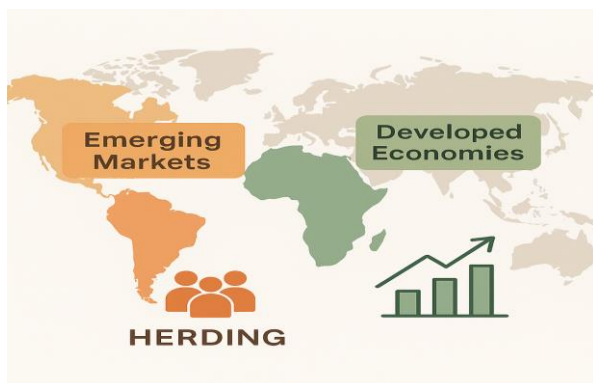 Emerging
Markets
Developed
Economies
HERDING